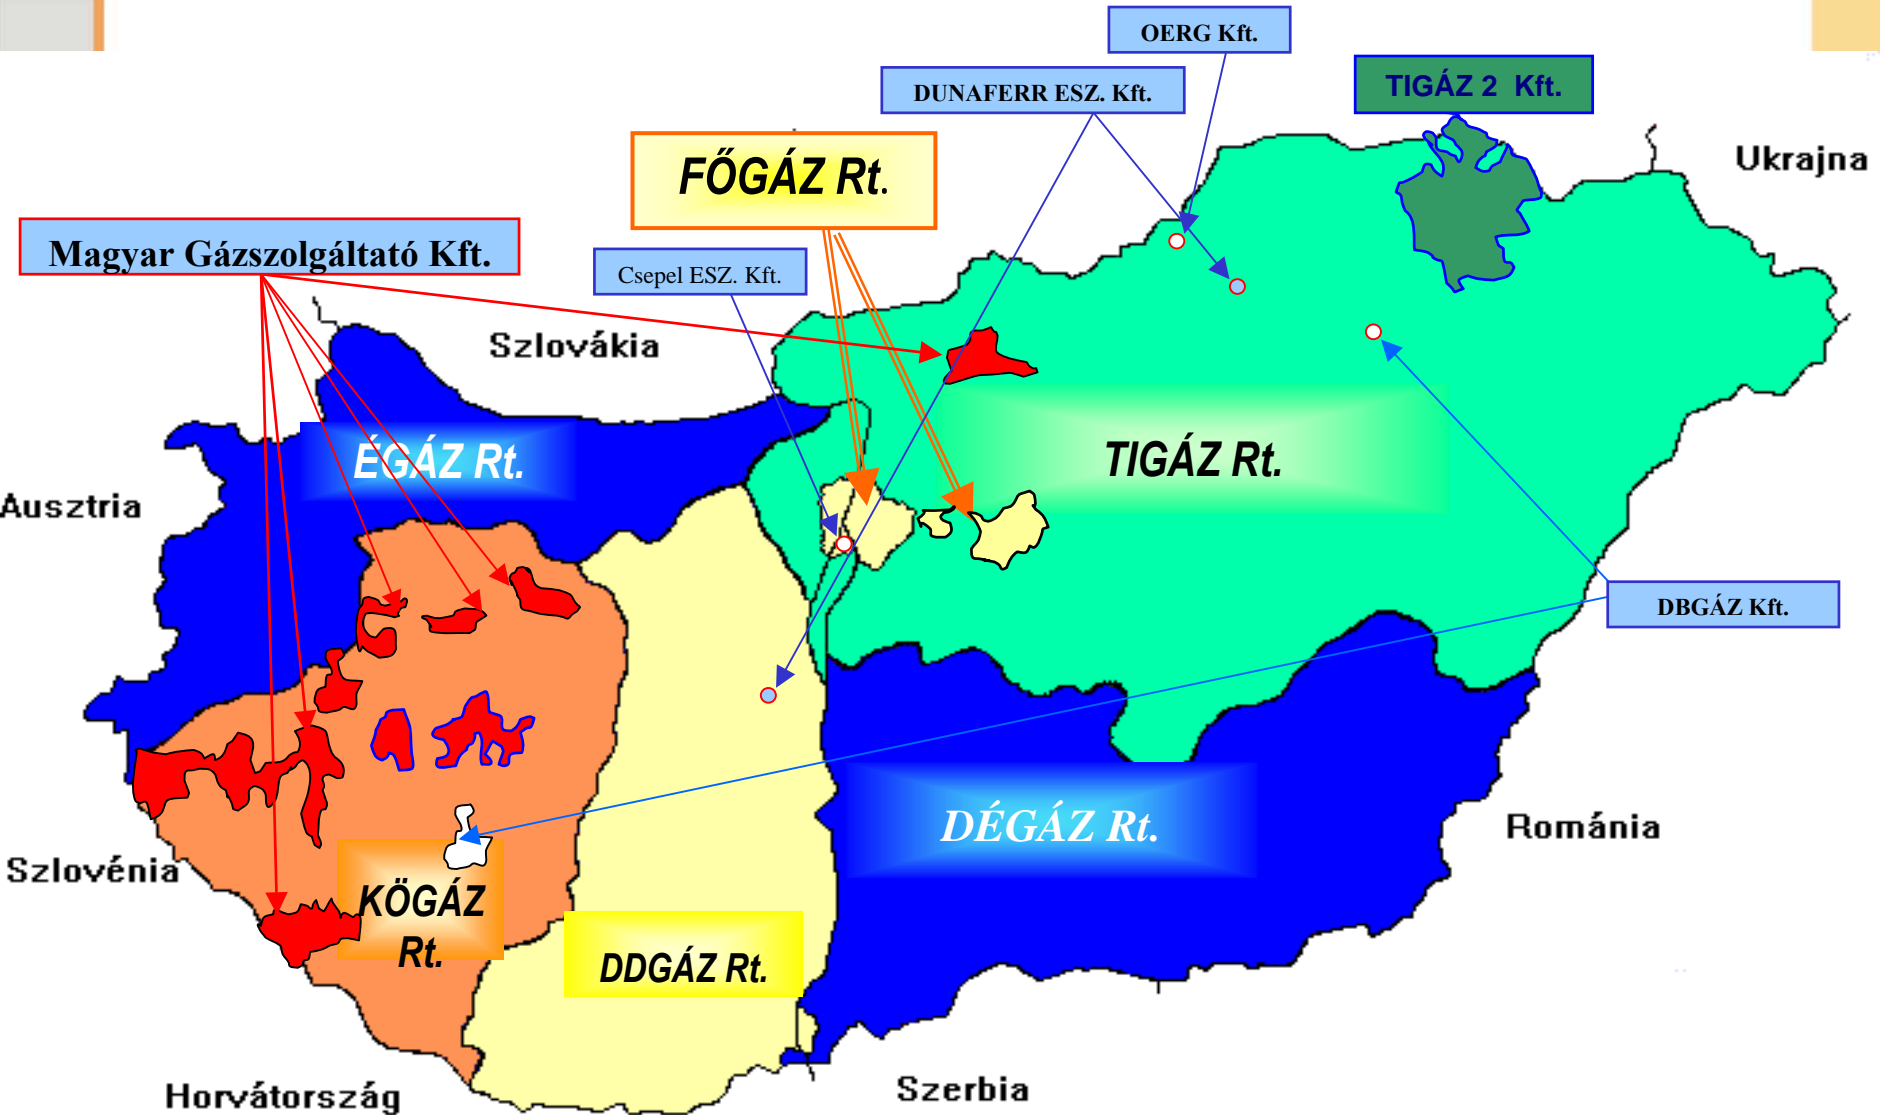 OERG Kft.
DUNAFERR ESZ. Kft.
TIGÁZ 2 Kft.
FŐGÁZ Rt.
Ukrajna
Magyar Gázszolgáltató Kft.
Csepel ESZ. Kft.
Szlovákia
ÉGÁZ Rt.
TIGÁZ Rt.
Ausztria
DBGÁZ Kft.
DÉGÁZ Rt.
Románia
Szlovénia
KÖGÁZ
Rt.
DDGÁZ Rt.
Szerbia
Horvátország